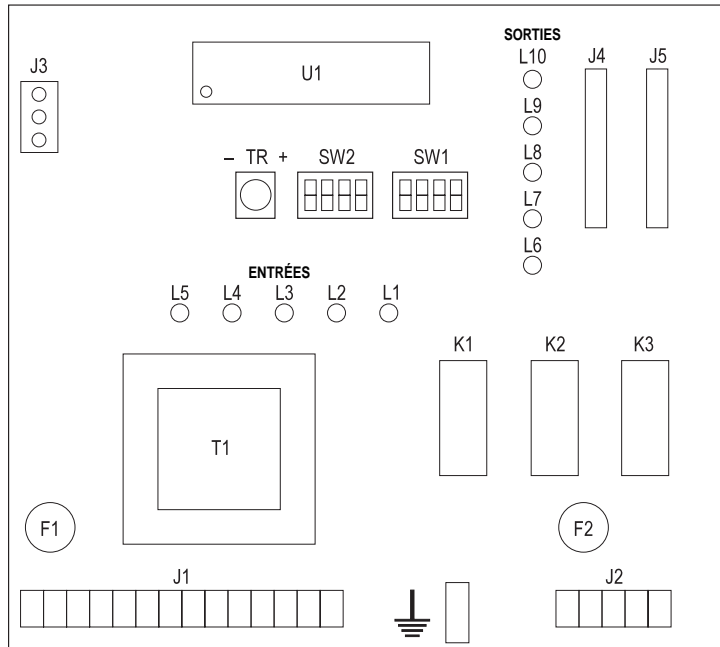 SORTIES
J3
U1
L10
J4
J5
L9
– TR +
SW2
SW1
L8
L7
L6
ENTRÉES
L5
L4
L3
L2
L1
K1
K2
K3
T1
F1
F2
J1
J2